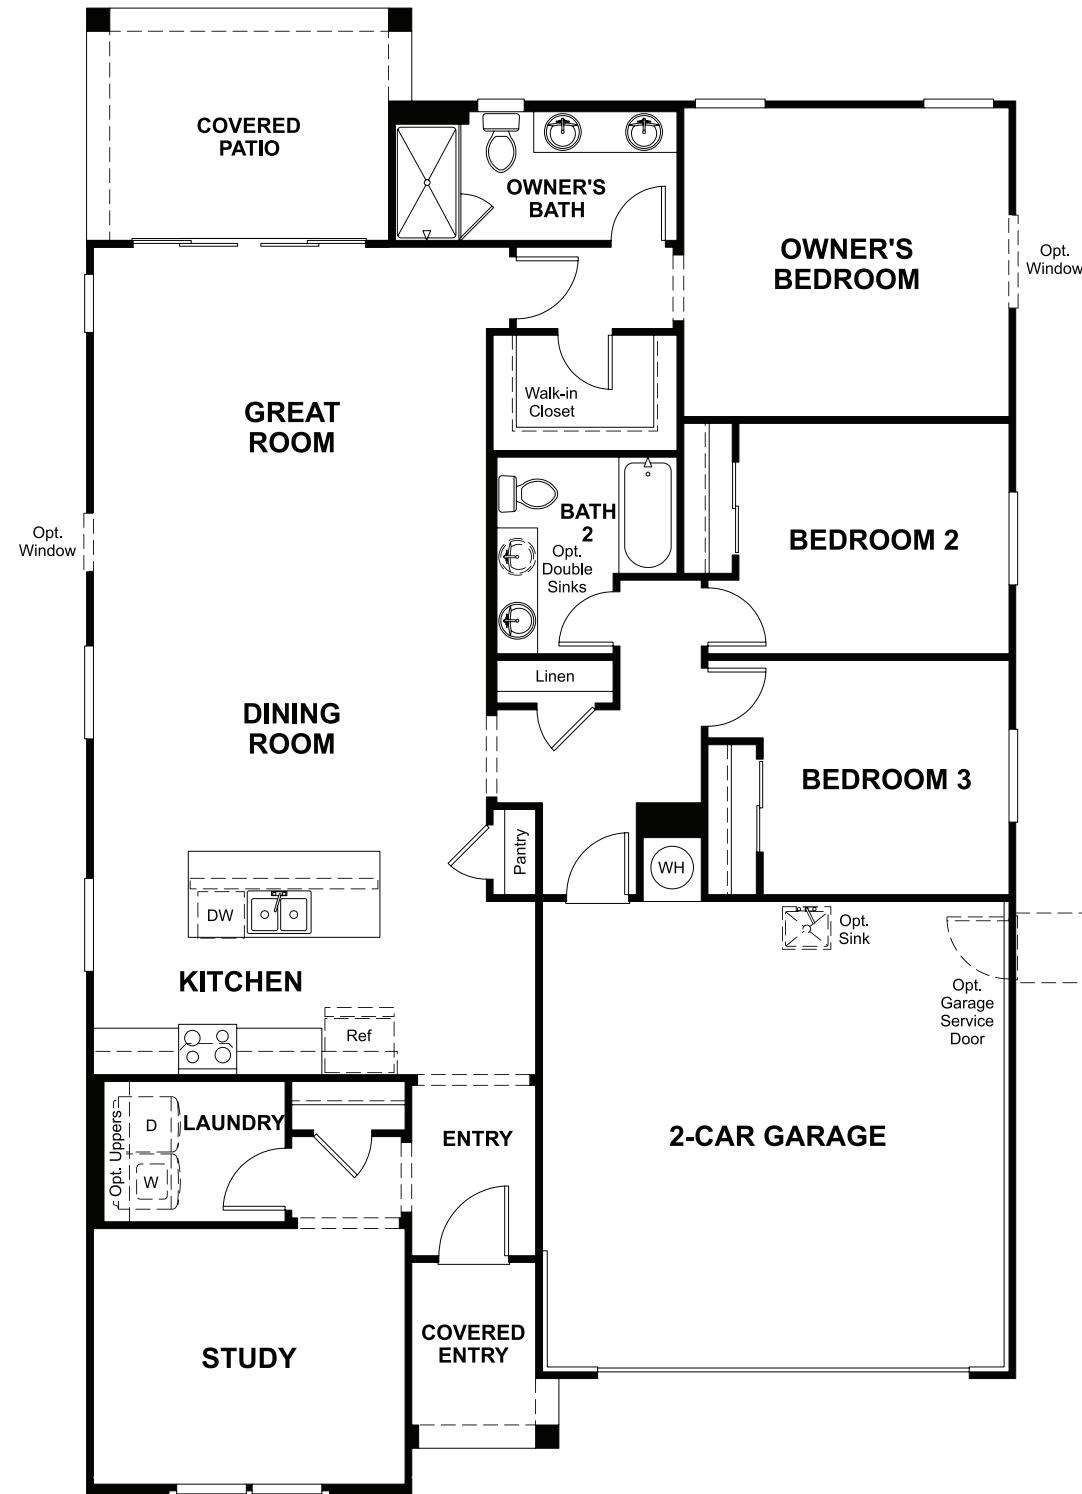 COVERED
PATIO
OWNER'S
BATH
OWNER'S
BEDROOM
Opt.
Window
Walk-in
Closet
GREAT
ROOM
BATH
2
Opt.
Double
Sinks
BEDROOM 2
Opt.
Window
Linen
DINING
ROOM
BEDROOM 3
Pantry
WH
DW
Opt.
Sink
KITCHEN
Opt.
Garage
Service
Door
Ref
Opt. Uppers
D
LAUNDRY
W
ENTRY
2-CAR GARAGE
STUDY
COVERED
ENTRY